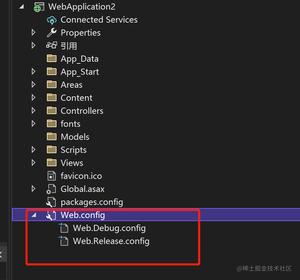 WebApplication2
Connected Services
Properties
引用
App_Data
App_Start
Areas
Content
Controllers
fonts
Models
Scripts
Views
favicon.ico
Global.asax
packages.config
Web.config
Web.Debug.config
Web.Release.config
@稀土掘金技术社区